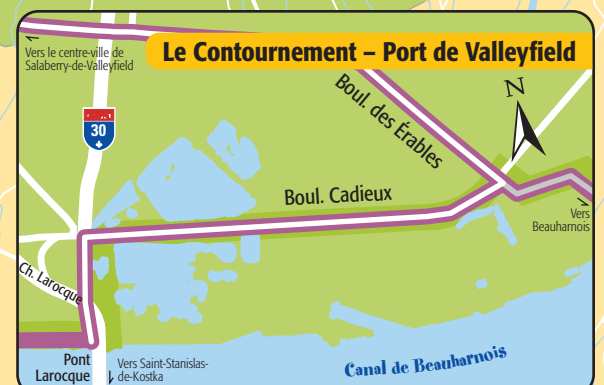 Vers le centre-ville de
Salaberry-de-Valleyfield
Le Contournement – Port de Valleyfield
N
Boul. des Érables
30
Boul. Cadieux
Vers
Beauharnois
Ch. Larocque
Pont
Larocque
Vers Saint-Stanislas-
de-Kostka
Canal de Beauharnois